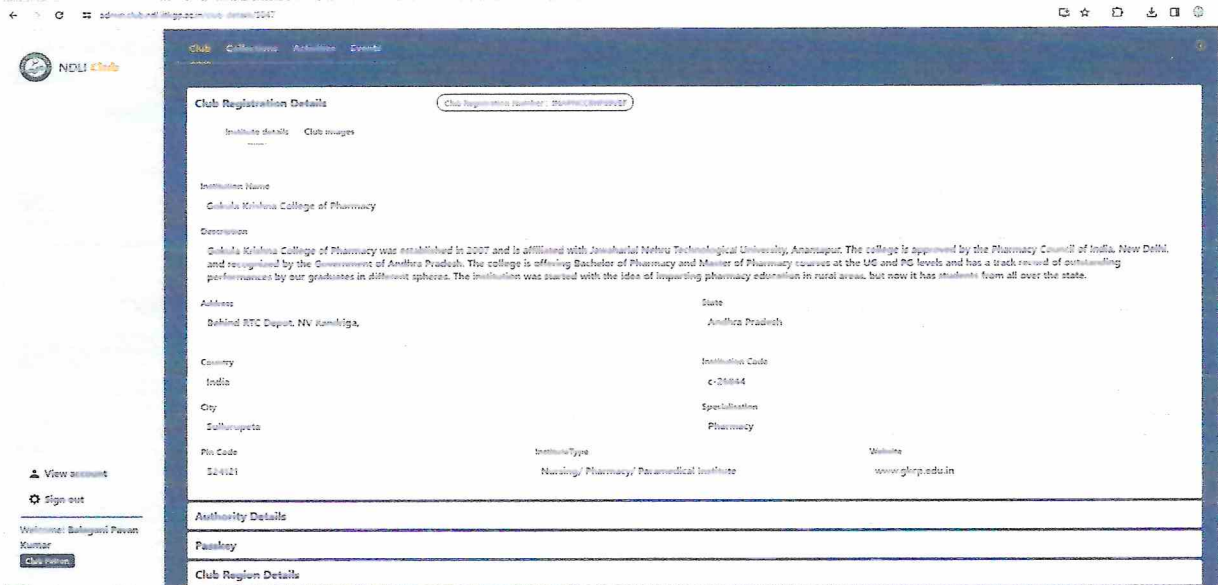 NDLI Club
Club Collections Activities Events
Club Registration Details
Club Registration Number :
Institute details Club images
Institution Name
Gokula Krishna College of Pharmacy
Description
Gokula Krishna College of Pharmacy was established in 2007 and is affiliated with Jawaharlal Nehru Technological University, Anantapur. The college is approved by the Pharmacy Council of India, New Delhi,
and recognized by the Government of Andhra Pradesh. The college is offering Bachelor of Pharmacy and Master of Pharmacy courses at the UG and PG levels and has a track record of outstanding
performances by our graduates in different spheres. The institution was started with the idea of imparting pharmacy education in rural areas, but now it has students from all over the state.
Address State
Behind RTC Depot, NV Kandriga, Andhra Pradesh
Country Institution Code
India
City Specialisation
Sullurupeta Pharmacy
Pin Code InstituteType Website
524121 Nursing/ Pharmacy/ Paramedical Institute www.gkcp.edu.in
View account
Sign out
Welcome: Balagani Pavan
Kumar
Club Patron
Authority Details
Passkey
Club Region Details